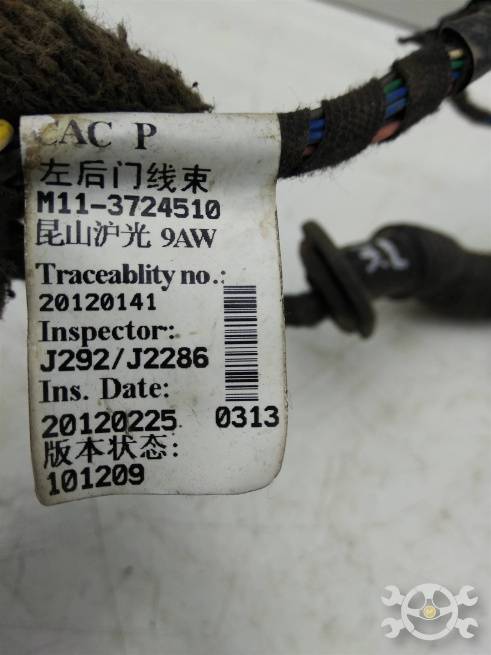 CAC P
左后门线束
M11-3724510
昆山沪光 9AW
Traceablity no.:
20120141
Inspector:
J292/J2286
Ins. Date:
20120225 0313
版本状态:
101209